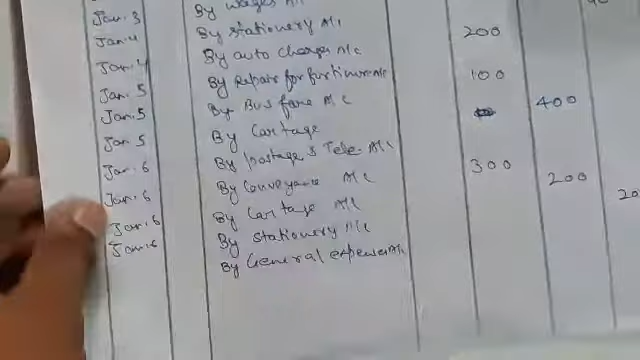 Jan. 3 By wages A/c
Jan. 4 By stationery A/c 200
Jan. 4 By auto charges A/c
Jan. 5 By Repair for furtinure A/c 100
Jan. 5 By Bus fare A/c 400
Jan. 5 By Cartage
Jan. 6 By postage & Tele. A/c 300
Jan. 6 By Conveyance A/c 200
Jan. 6 By Cartage A/c 20
Jan. 6 By stationery A/c
By General expenses A/c